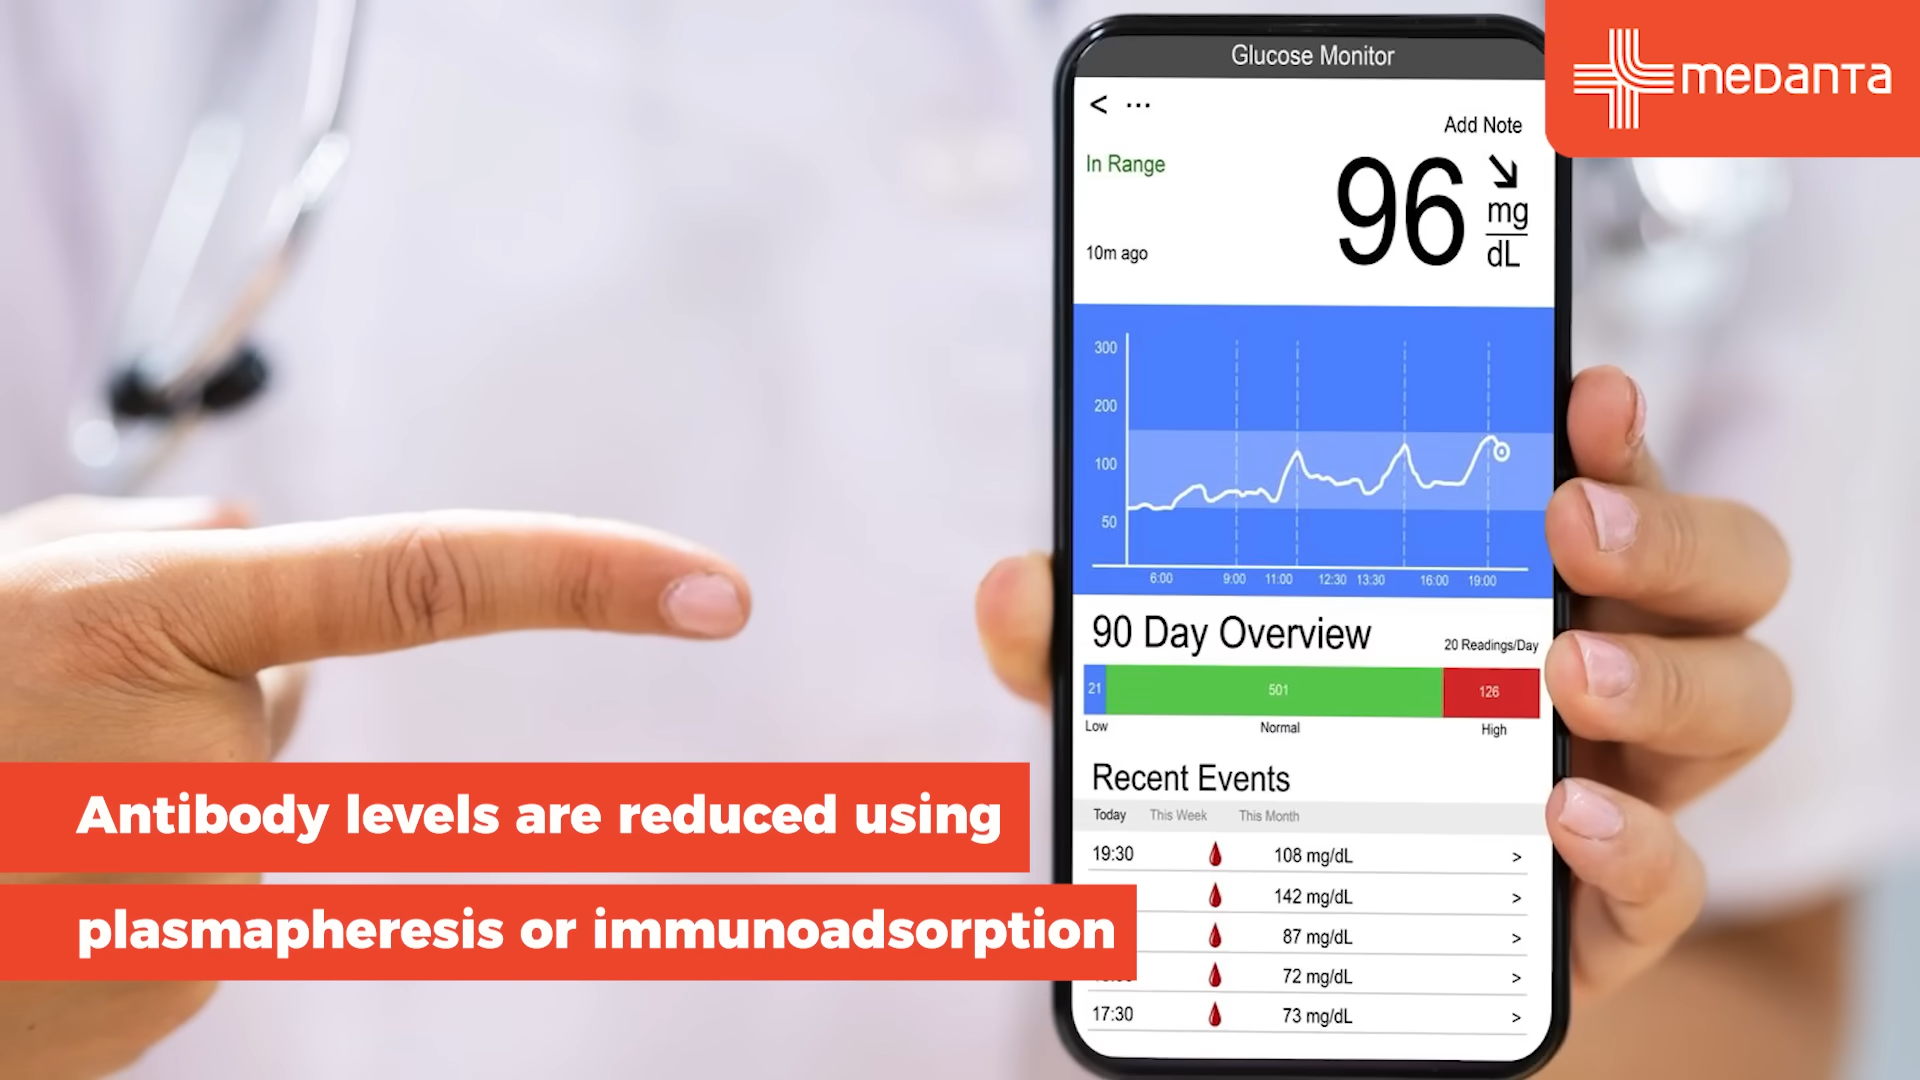 Glucose Monitor
< ...
Add Note
In Range
96 mg/dL
10m ago
300
200
100
50
6:00 9:00 11:00 12:30 13:30 16:00 19:00
90 Day Overview
20 Readings/Day
21 501 126
Low Normal High
Recent Events
Today This Week This Month
19:30 108 mg/dL >
142 mg/dL >
87 mg/dL >
72 mg/dL >
17:30 73 mg/dL >
meDanTa
Antibody levels are reduced using
plasmapheresis or immunoadsorption